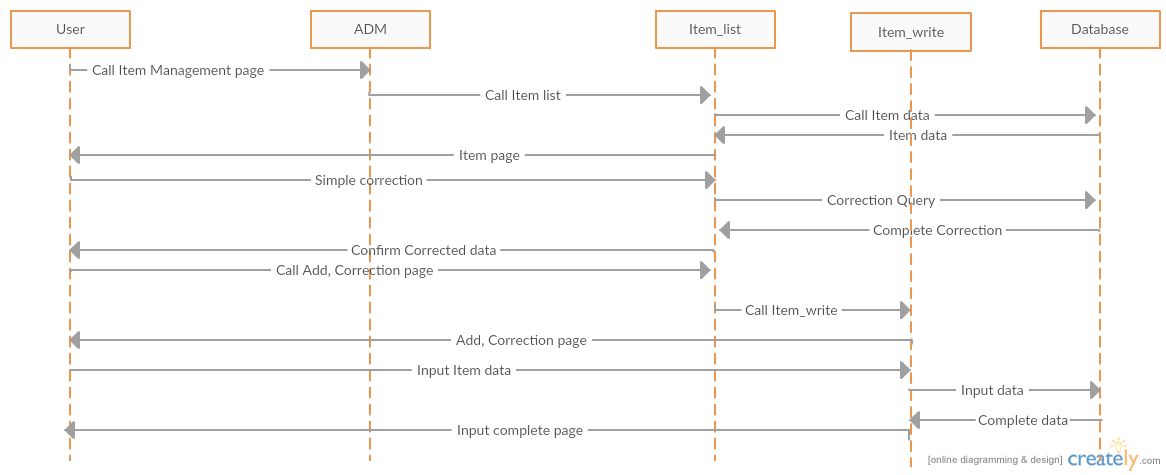 User
ADM
Item_list
Item_write
Database
Call Item Management page
Call Item list
Call Item data
Item data
Item page
Simple correction
Correction Query
Complete Correction
Confirm Corrected data
Call Add, Correction page
Call Item_write
Add, Correction page
Input Item data
Input data
Complete data
Input complete page
[online diagramming & design] creately.com